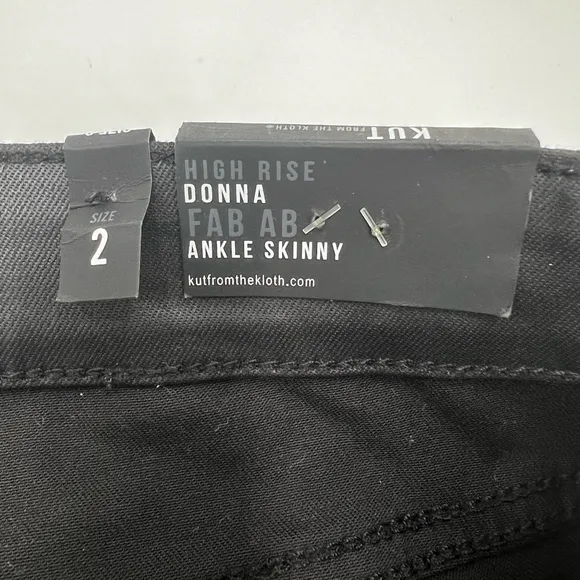 KUT
FROM THE KLOTH®
SIZE
2
HIGH RISE
DONNA
FAB AB
ANKLE SKINNY
kutfromthekloth.com